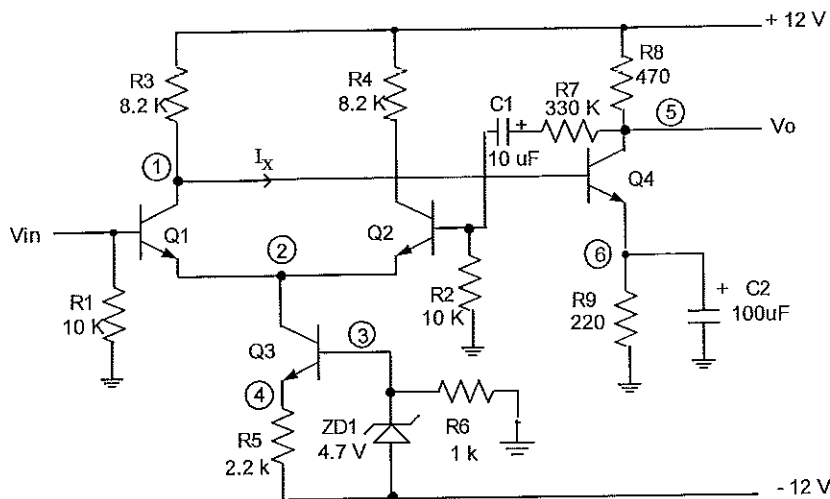 + 12 V
R3
8.2 K
R4
8.2 K
R8
470
R7
330 K
C1
+
10 uF
5
Vo
1
I_X
Q4
Vin
Q1
Q2
2
6
R1
10 K
R2
10 K
R9
220
+
C2
100uF
Q3
3
4
R5
2.2 k
ZD1
4.7 V
R6
1 k
- 12 V